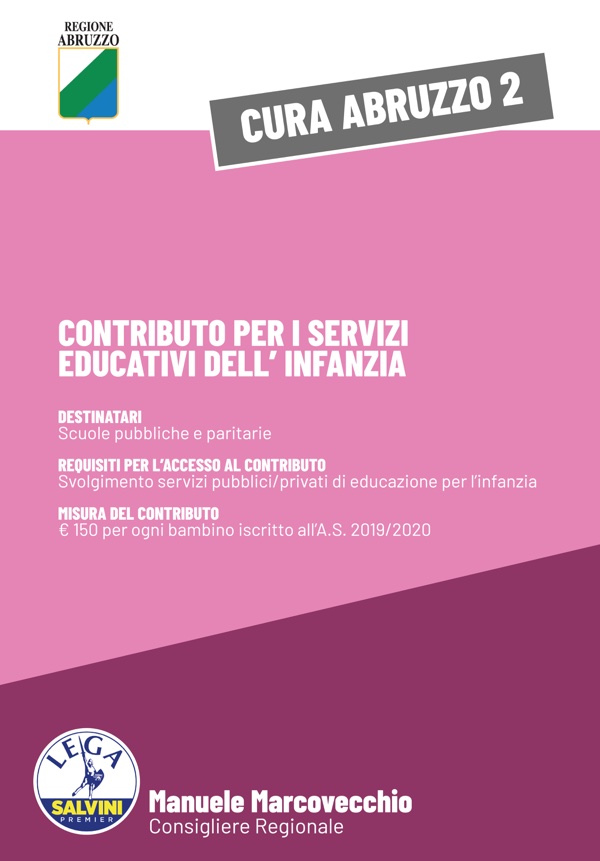 REGIONE
ABRUZZO
CURA ABRUZZO 2
CONTRIBUTO PER I SERVIZI
EDUCATIVI DELL' INFANZIA
DESTINATARI
Scuole pubbliche e paritarie
REQUISITI PER L'ACCESSO AL CONTRIBUTO
Svolgimento servizi pubblici/privati di educazione per l'infanzia
MISURA DEL CONTRIBUTO
€ 150 per ogni bambino iscritto all'A.S. 2019/2020
LEGA
SALVINI
PREMIER
Manuele Marcovecchio
Consigliere Regionale